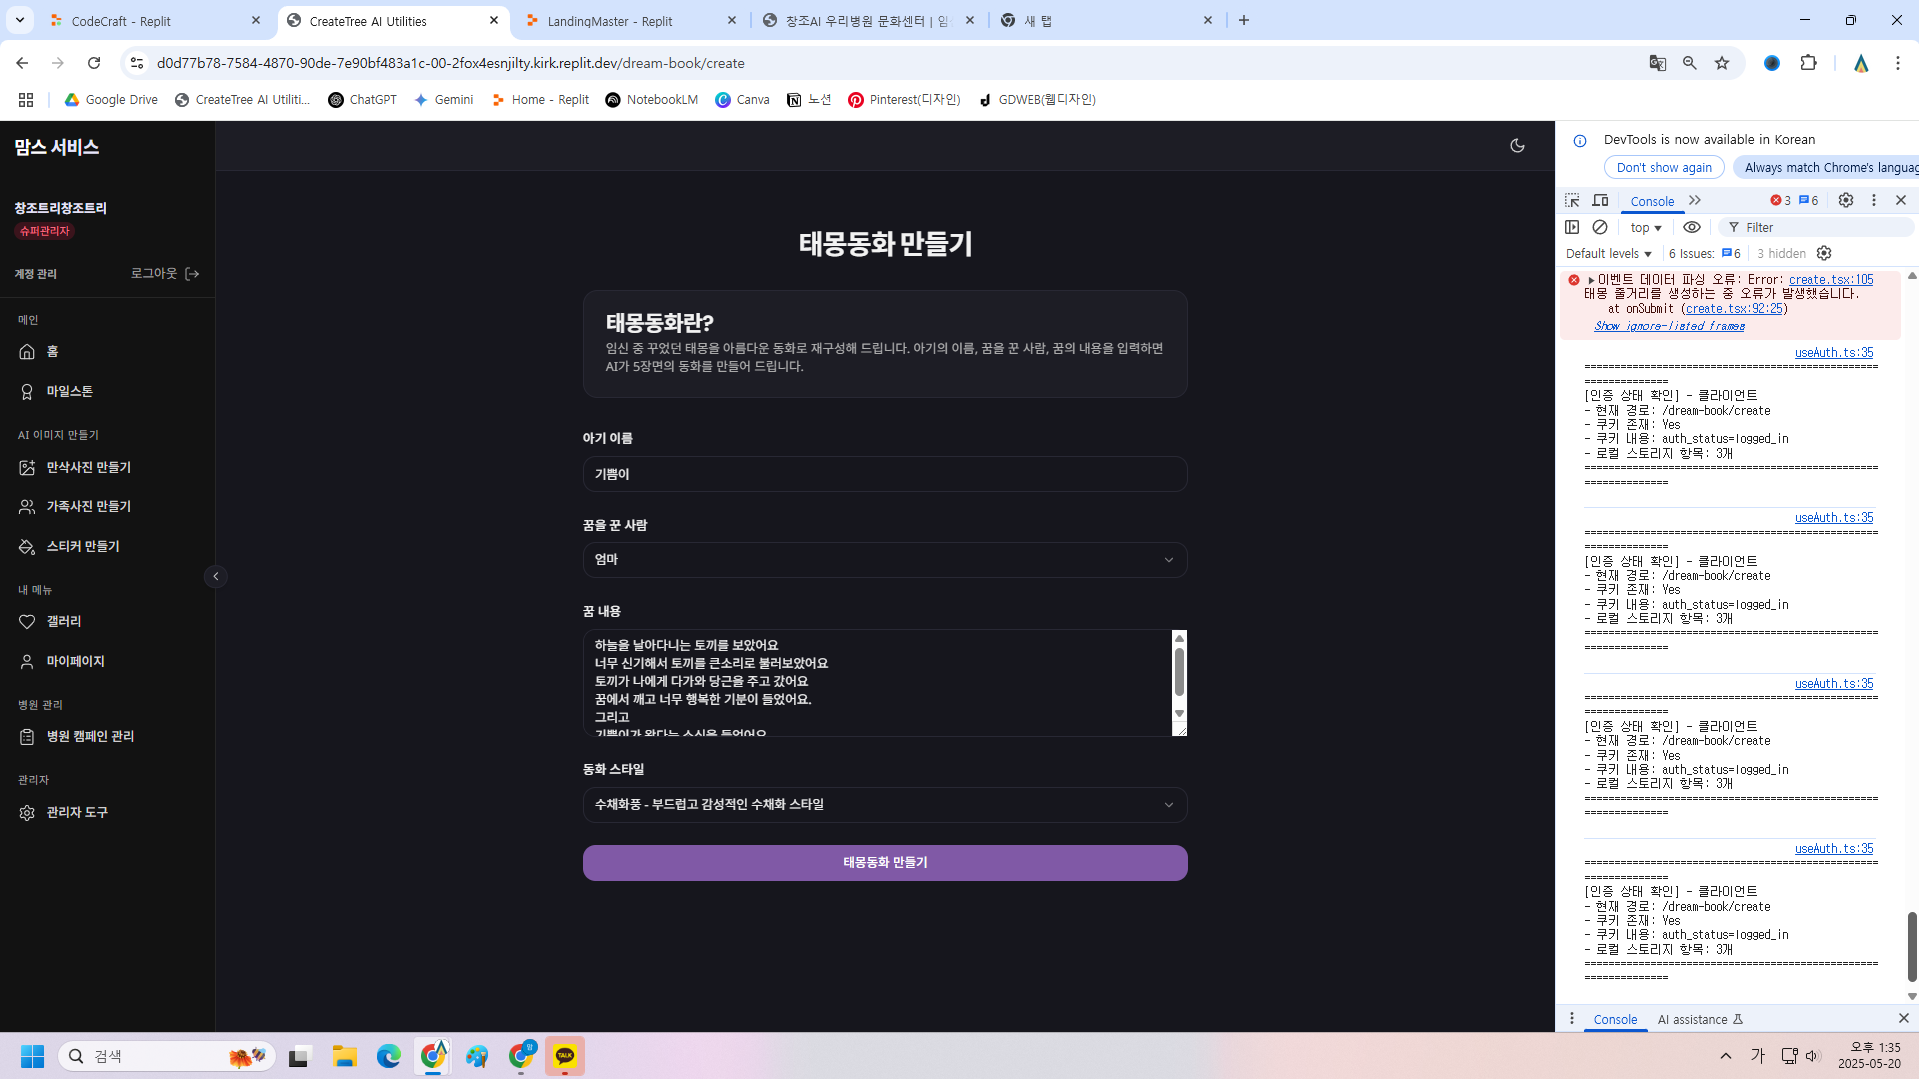 CodeCraft - Replit
CreateTree AI Utilities
LandingMaster - Replit
창조AI 우리병원 문화센터 | 임
새 탭
d0d77b78-7584-4870-90de-7e90bf483a1c-00-2fox4esnjilty.kirk.replit.dev/dream-book/create
Google Drive
CreateTree AI Utiliti...
ChatGPT
Gemini
Home - Replit
NotebookLM
Canva
노션
Pinterest(디자인)
GDWEB(웹디자인)
맘스 서비스
창조트리창조트리
슈퍼관리자
계정 관리
로그아웃
메인
홈
마일스톤
AI 이미지 만들기
만삭사진 만들기
가족사진 만들기
스티커 만들기
내 메뉴
갤러리
마이페이지
병원 관리
병원 캠페인 관리
관리자
관리자 도구
태몽동화 만들기
태몽동화란?
임신 중 꾸었던 태몽을 아름다운 동화로 재구성해 드립니다. 아기의 이름, 꿈을 꾼 사람, 꿈의 내용을 입력하면
AI가 5장면의 동화를 만들어 드립니다.
아기 이름
기쁨이
꿈을 꾼 사람
엄마
꿈 내용
하늘을 날아다니는 토끼를 보았어요
너무 신기해서 토끼를 큰소리로 불러보았어요
토끼가 나에게 다가와 당근을 주고 갔어요
꿈에서 깨고 너무 행복한 기분이 들었어요.
그리고
기쁨이가 왔다는 소식을 들었어요
동화 스타일
수채화풍 - 부드럽고 감성적인 수채화 스타일
태몽동화 만들기
DevTools is now available in Korean
Don't show again
Always match Chrome's languag
Console
3
6
top
Filter
Default levels
6 Issues:
6
3 hidden
이벤트 데이터 파싱 오류: Error: create.tsx:105
태몽 줄거리를 생성하는 중 오류가 발생했습니다.
at onSubmit (create.tsx:92:25)
Show ignore-listed frames
useAuth.ts:35
=================================================
==============
[인증 상태 확인] - 클라이언트
- 현재 경로: /dream-book/create
- 쿠키 존재: Yes
- 쿠키 내용: auth_status=logged_in
- 로컬 스토리지 항목: 3개
=================================================
==============
useAuth.ts:35
=================================================
==============
[인증 상태 확인] - 클라이언트
- 현재 경로: /dream-book/create
- 쿠키 존재: Yes
- 쿠키 내용: auth_status=logged_in
- 로컬 스토리지 항목: 3개
=================================================
==============
useAuth.ts:35
=================================================
==============
[인증 상태 확인] - 클라이언트
- 현재 경로: /dream-book/create
- 쿠키 존재: Yes
- 쿠키 내용: auth_status=logged_in
- 로컬 스토리지 항목: 3개
=================================================
==============
useAuth.ts:35
=================================================
==============
[인증 상태 확인] - 클라이언트
- 현재 경로: /dream-book/create
- 쿠키 존재: Yes
- 쿠키 내용: auth_status=logged_in
- 로컬 스토리지 항목: 3개
=================================================
==============
Console
AI assistance
검색
TALK
가
오후 1:35
2025-05-20